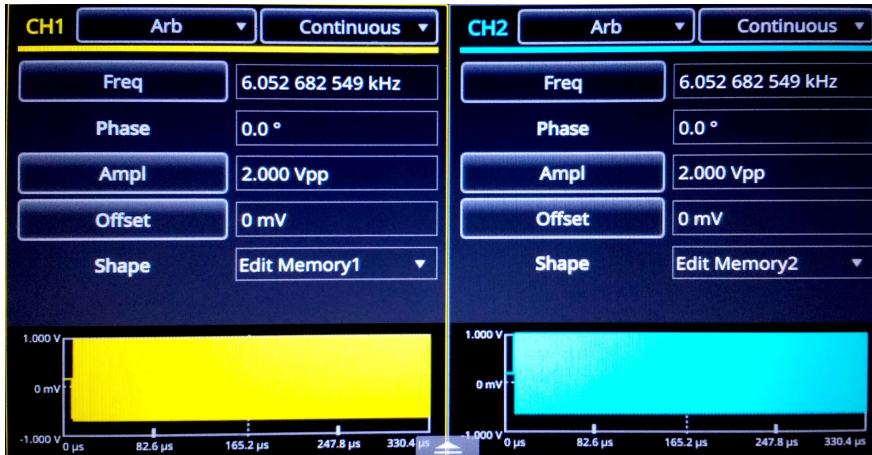 CH1 Arb Continuous
Freq 6.052 682 549 kHz
Phase 0.0 °
Ampl 2.000 Vpp
Offset 0 mV
Shape Edit Memory1
1.000 V
0 mV
-1.000 V
0 µs 82.6 µs 165.2 µs 247.8 µs 330.4 µs
CH2 Arb Continuous
Freq 6.052 682 549 kHz
Phase 0.0 °
Ampl 2.000 Vpp
Offset 0 mV
Shape Edit Memory2
1.000 V
0 mV
-1.000 V
0 µs 82.6 µs 165.2 µs 247.8 µs 330.4 µs